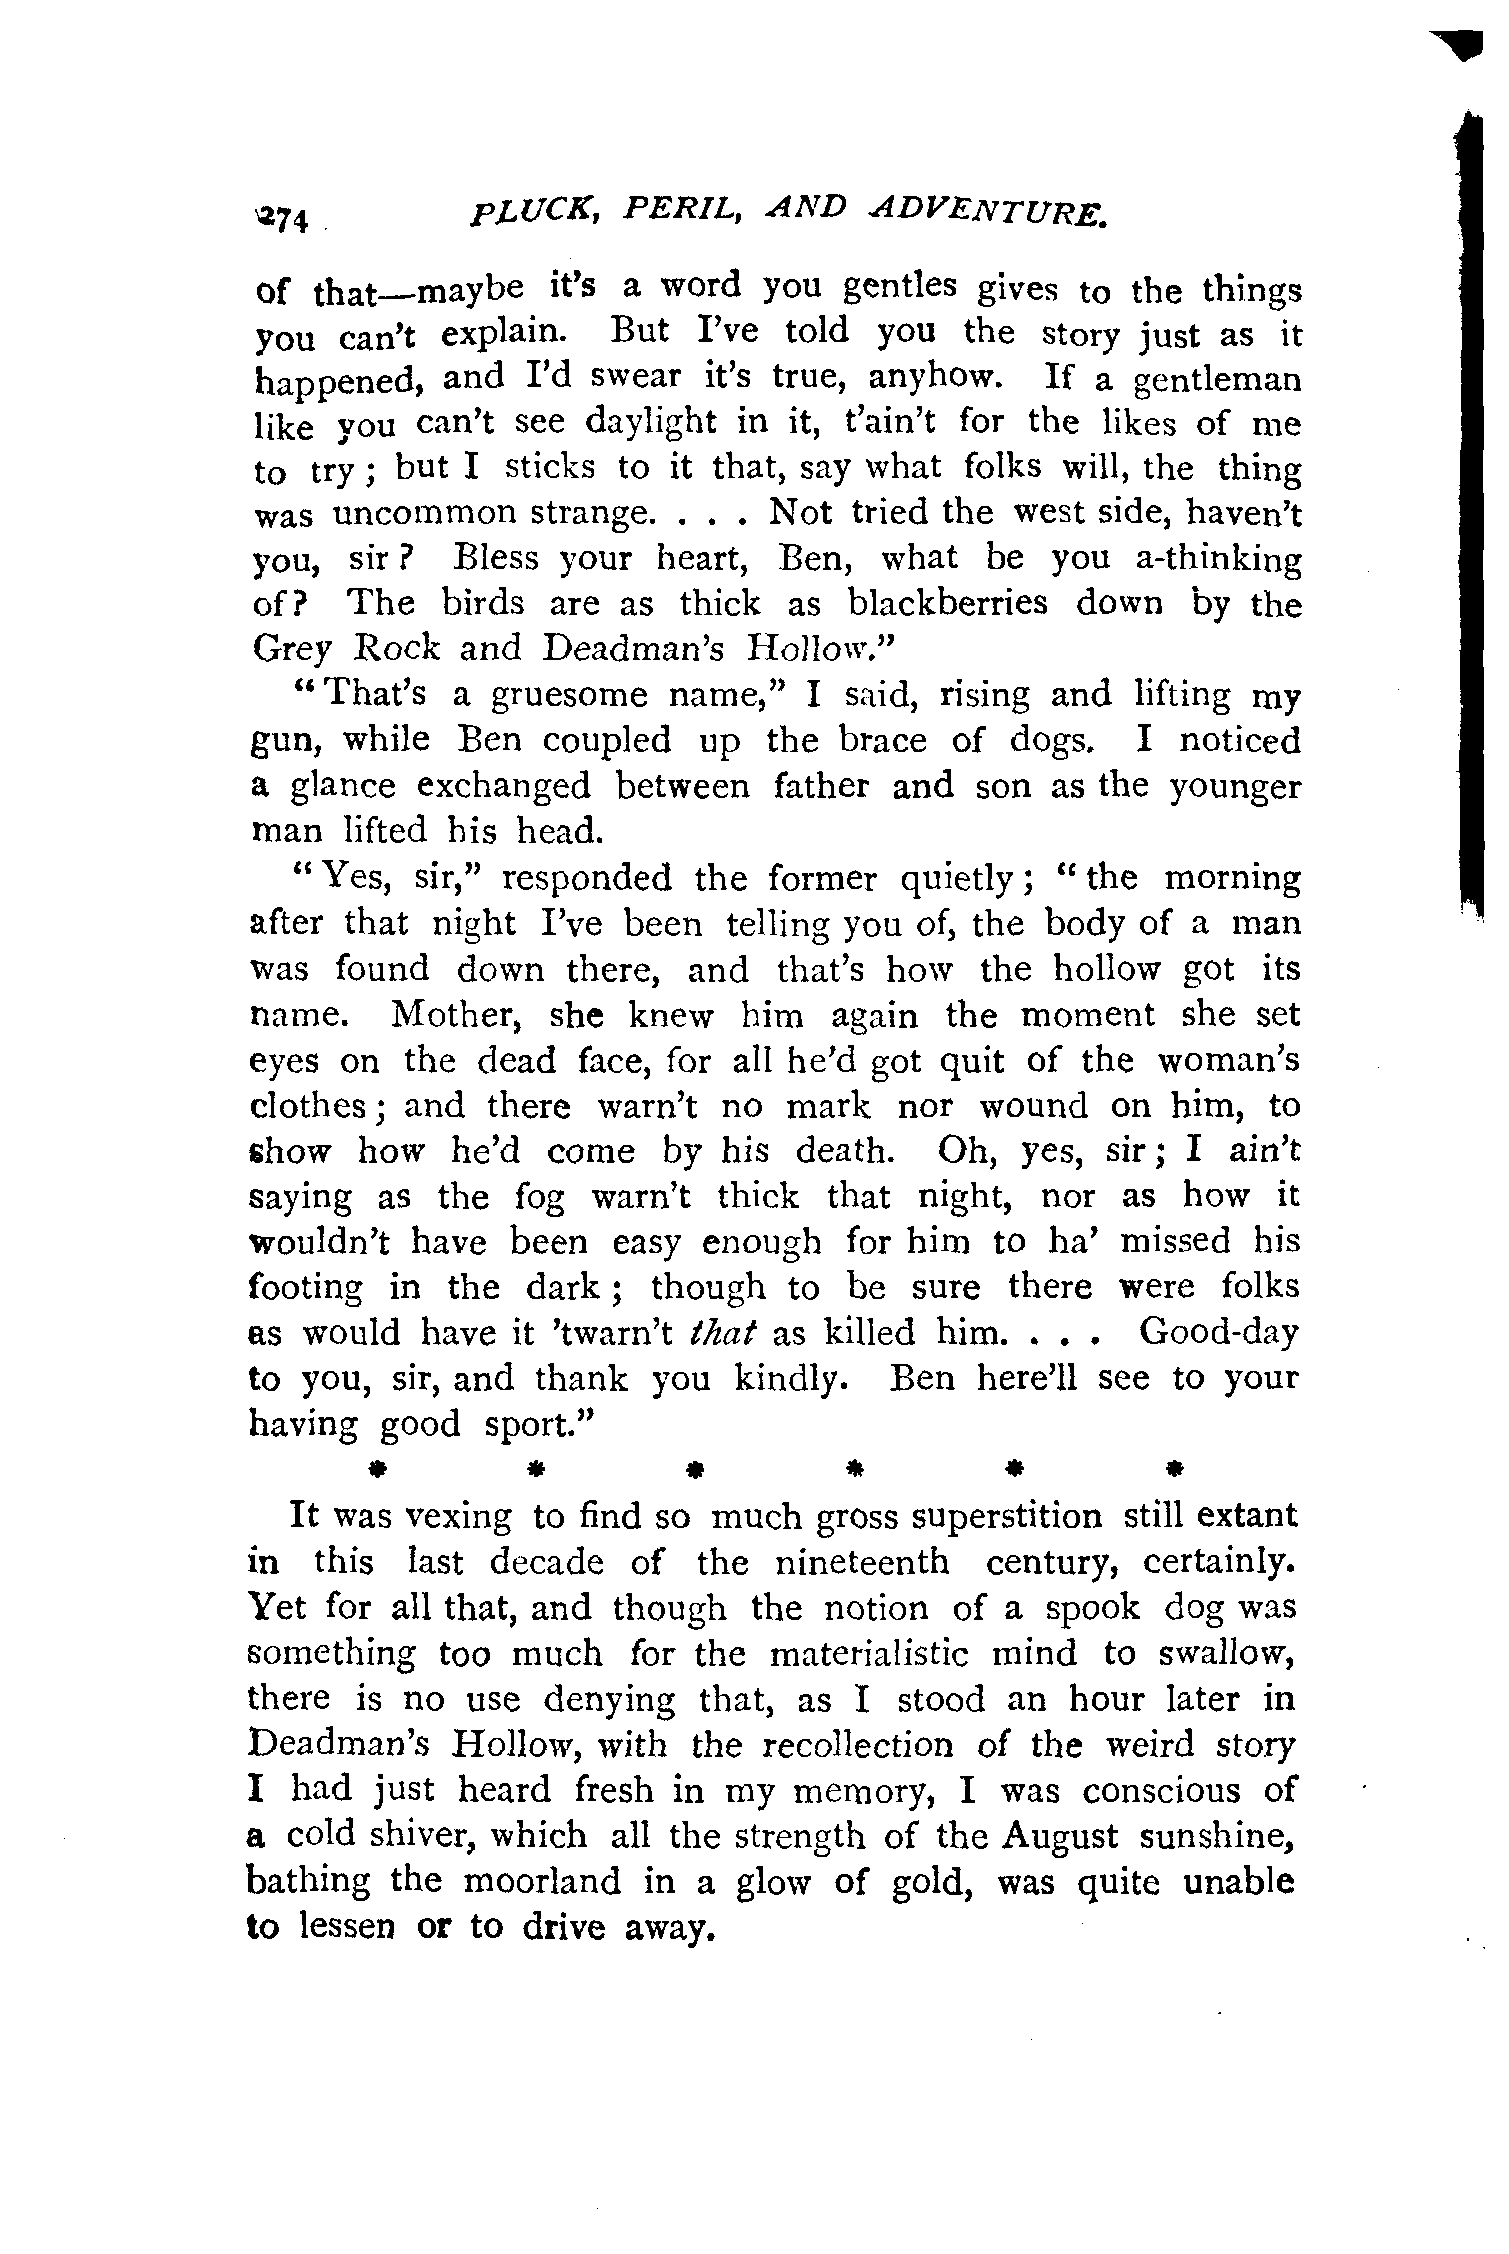 274 PLUCK, PERIL, AND ADVENTURE.
of that—maybe it's a word you gentles gives to the things
you can't explain. But I've told you the story just as it
happened, and I'd swear it's true, anyhow. If a gentleman
like you can't see daylight in it, t'ain't for the likes of me
to try ; but I sticks to it that, say what folks will, the thing
was uncommon strange. . . . Not tried the west side, haven't
you, sir ? Bless your heart, Ben, what be you a-thinking
of? The birds are as thick as blackberries down by the
Grey Rock and Deadman's Hollow."
"That's a gruesome name," I said, rising and lifting my
gun, while Ben coupled up the brace of dogs. I noticed
a glance exchanged between father and son as the younger
man lifted his head.
"Yes, sir," responded the former quietly ; "the morning
after that night I've been telling you of, the body of a man
was found down there, and that's how the hollow got its
name. Mother, she knew him again the moment she set
eyes on the dead face, for all he'd got quit of the woman's
clothes ; and there warn't no mark nor wound on him, to
show how he'd come by his death. Oh, yes, sir ; I ain't
saying as the fog warn't thick that night, nor as how it
wouldn't have been easy enough for him to ha' missed his
footing in the dark ; though to be sure there were folks
as would have it 'twarn't that as killed him. . . . Good-day
to you, sir, and thank you kindly. Ben here'll see to your
having good sport."
* * * * * *
It was vexing to find so much gross superstition still extant
in this last decade of the nineteenth century, certainly.
Yet for all that, and though the notion of a spook dog was
something too much for the materialistic mind to swallow,
there is no use denying that, as I stood an hour later in
Deadman's Hollow, with the recollection of the weird story
I had just heard fresh in my memory, I was conscious of
a cold shiver, which all the strength of the August sunshine,
bathing the moorland in a glow of gold, was quite unable
to lessen or to drive away.